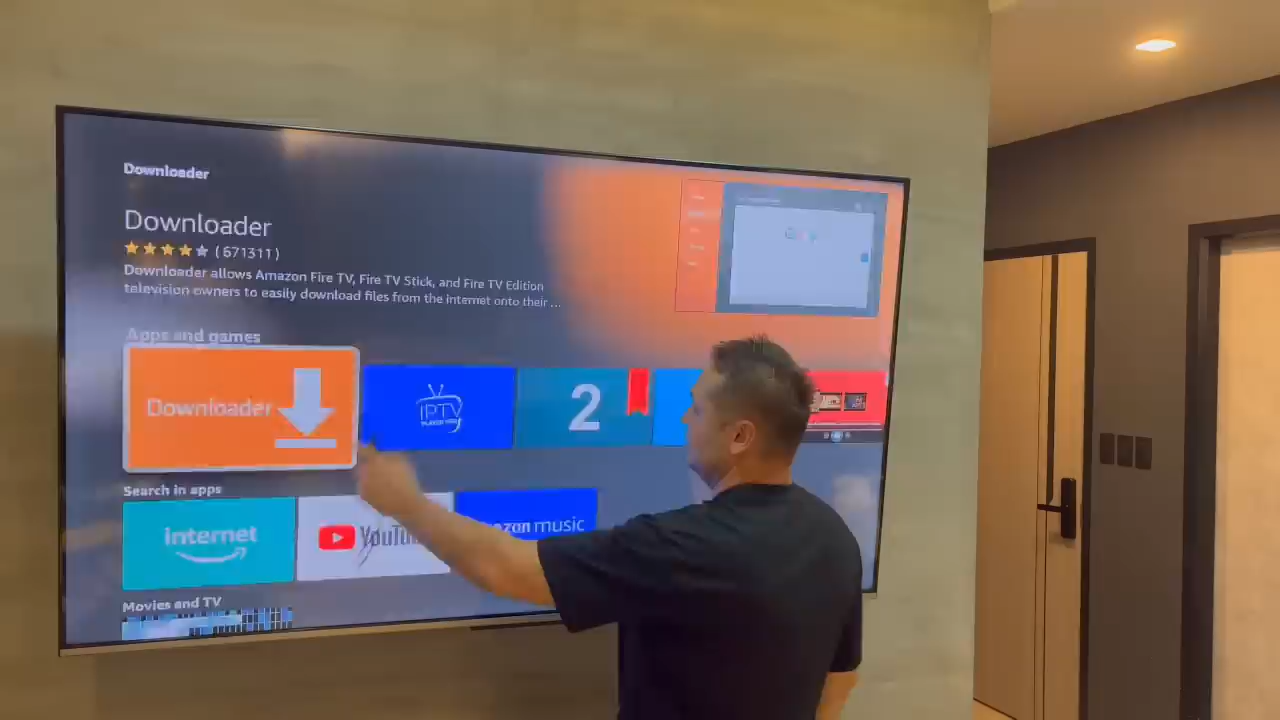 Downloader
Downloader
(671311)
Downloader allows Amazon Fire TV, Fire TV Stick, and Fire TV Edition
television owners to easily download files from the internet onto their ...
Apps and games
Downloader
IPTV
2
Search in apps
internet
YouTu
zon music
Movies and TV